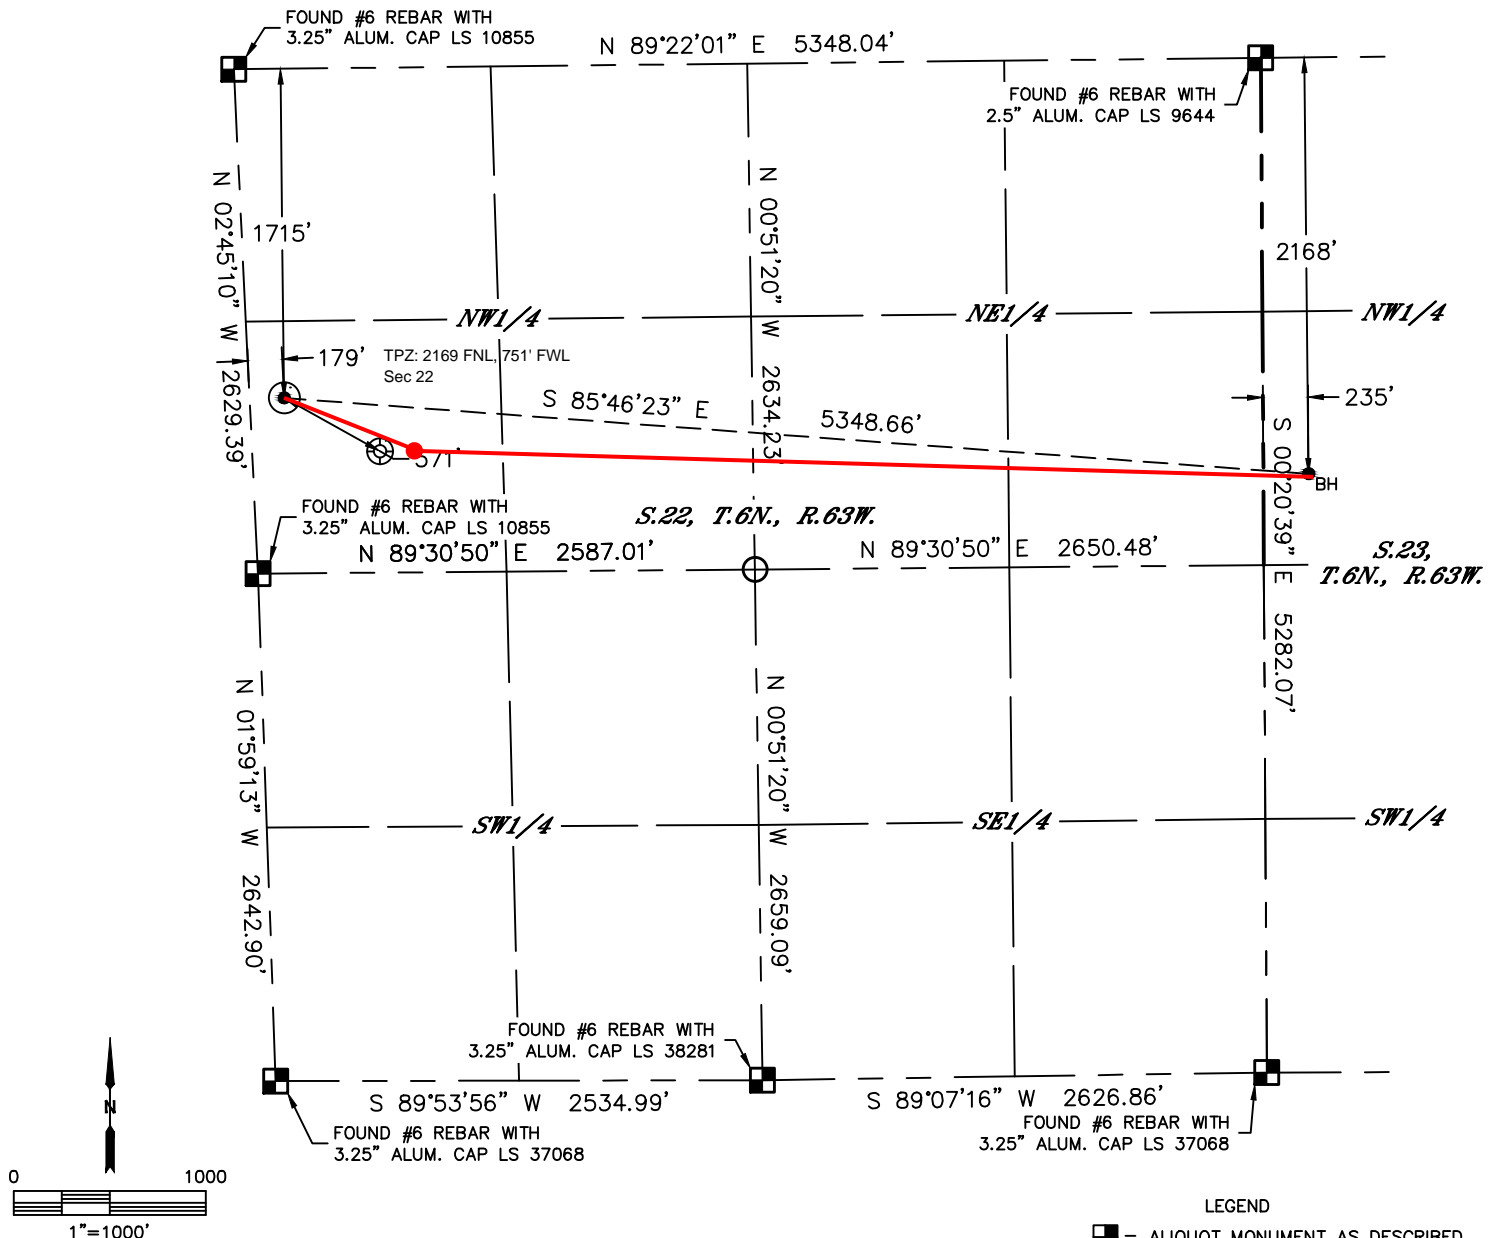 FOUND #6 REBAR WITH
3.25" ALUM. CAP LS 10855
N 89°22'01" E 5348.04'
FOUND #6 REBAR WITH
2.5" ALUM. CAP LS 9644
N 02°45'10" W 2629.39'
1715'
N 00°51'20" W 2634.23'
2168'
NW1/4
NE1/4
NW1/4
179'
TPZ: 2169 FNL, 751' FWL
Sec 22
S 85°46'23" E 5348.66'
235'
571'
BH
S 00°20'39" E 5282.07'
FOUND #6 REBAR WITH
3.25" ALUM. CAP LS 10855
S.22, T.6N., R.63W.
N 89°30'50" E 2587.01'
N 89°30'50" E 2650.48'
S.23,
T.6N., R.63W.
N 01°59'13" W 2642.90'
N 00°51'20" W 2659.09'
SW1/4
SE1/4
SW1/4
FOUND #6 REBAR WITH
3.25" ALUM. CAP LS 38281
S 89°53'56" W 2534.99'
S 89°07'16" W 2626.86'
FOUND #6 REBAR WITH
3.25" ALUM. CAP LS 37068
FOUND #6 REBAR WITH
3.25" ALUM. CAP LS 37068
N
0 1000
1"=1000'
LEGEND
– ALIQUOT MONUMENT AS DESCRIBED